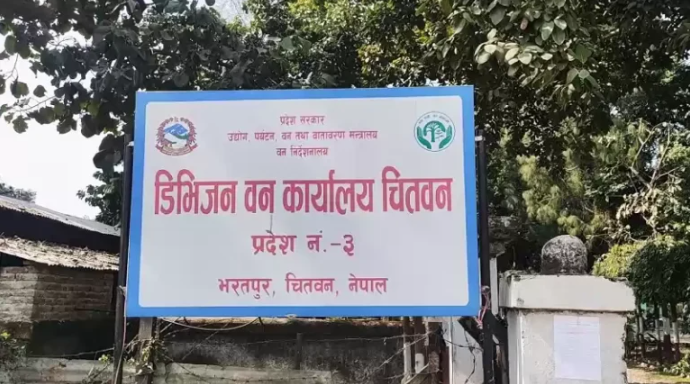 प्रदेश सरकार
उद्योग, पर्यटन, वन तथा वातावरण मन्त्रालय
वन निर्देशनालय
डिभिजन वन कार्यालय चितवन
प्रदेश नं.-३
भरतपुर, चितवन, नेपाल